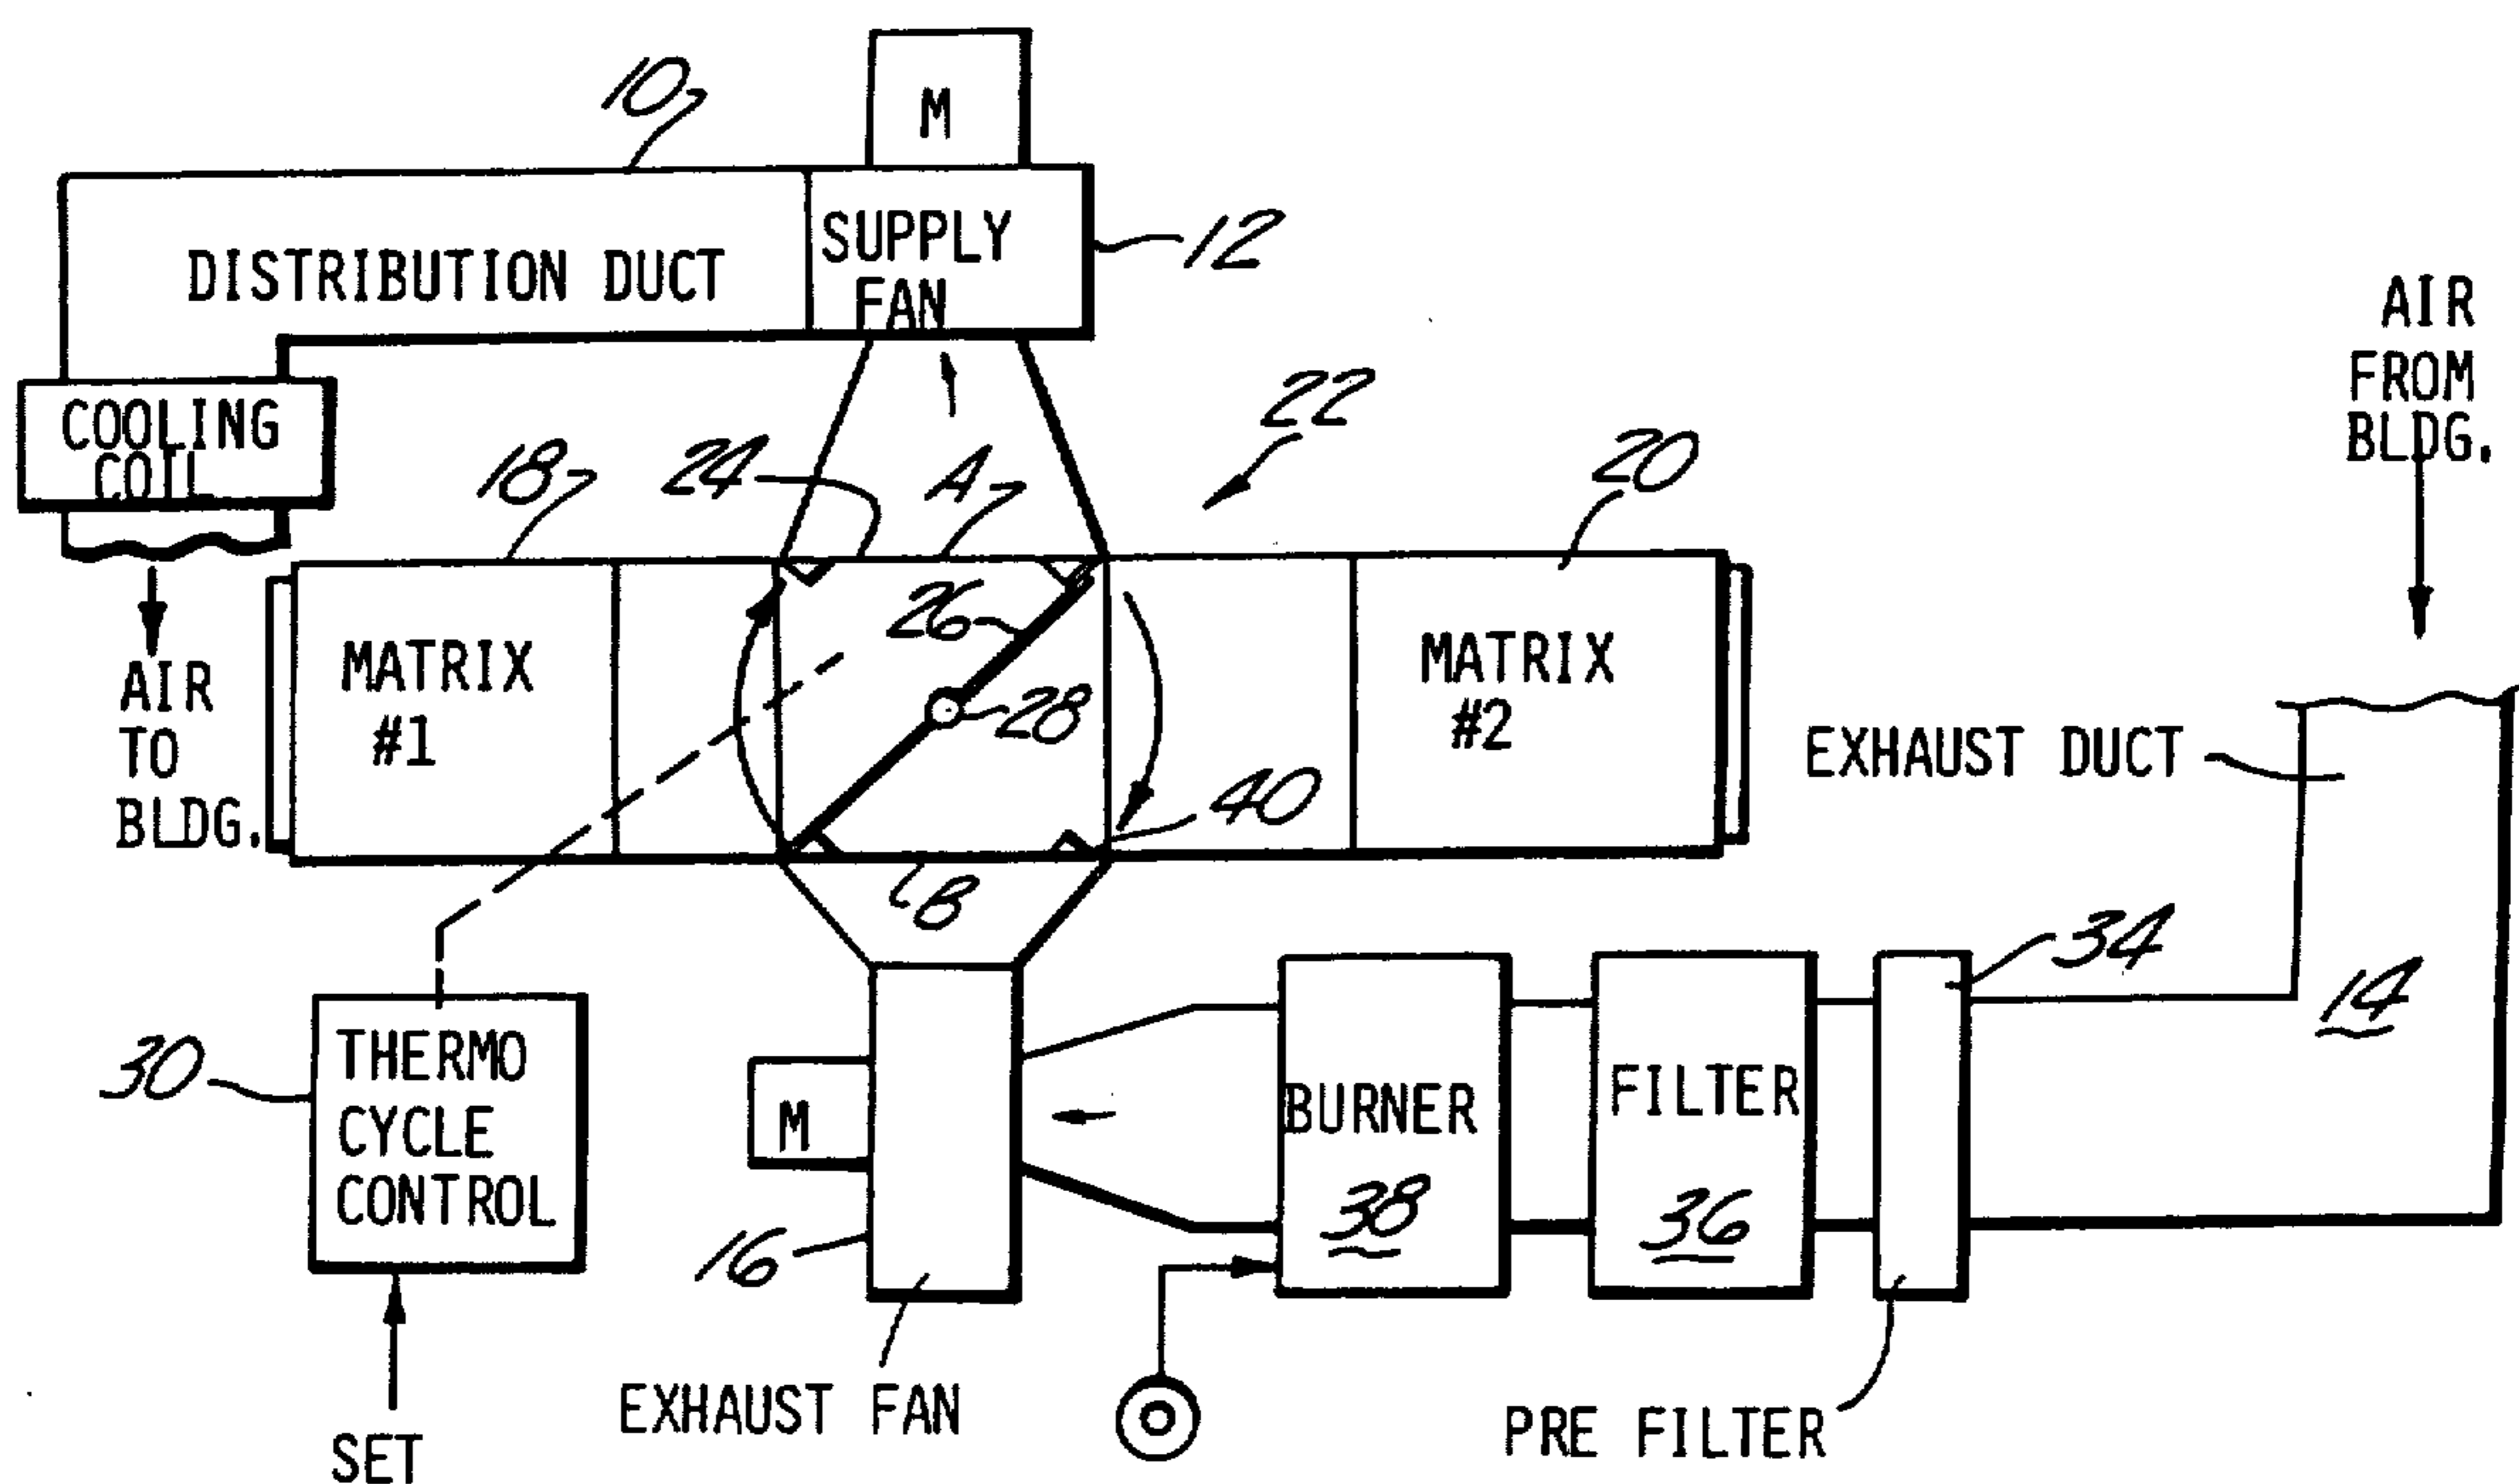 M
10
DISTRIBUTION DUCT
SUPPLY
FAN
12
AIR
FROM
BLDG.
COOLING
COIL
18
24
A
22
20
26
28
MATRIX
#1
MATRIX
#2
AIR
TO
BLDG.
EXHAUST DUCT
40
B
34
14
30
THERMO
CYCLE
CONTROL
M
16
BURNER
38
FILTER
36
EXHAUST FAN
SET
PRE FILTER